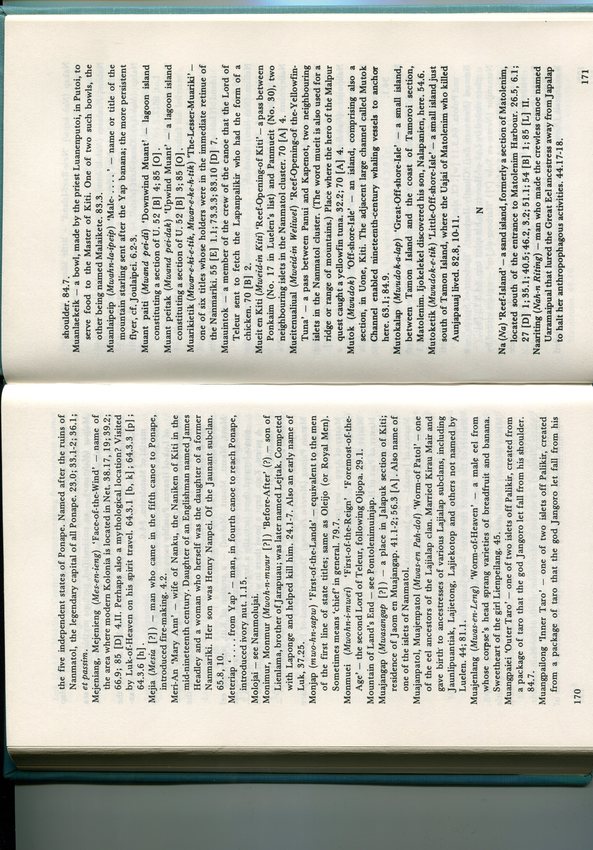 the five independent states of Ponape. Named after the ruins of
Nanmatol, the legendary capital of all Ponape. 23.0; 33.1-2; 36.1;
et passim.
Mejeniang, Mejenieng (Mes-en-ieng) ‘Face-of-the-Wind’ — name of
the area where modern Kolonia is located in Net. 38.17, 19; 39.2;
66.9; 85 [D] 4.II. Perhaps also a mythological location? Visited
by Luk-of-Heaven on his spirit travel. 64.3.1 [b, k] ; 64.3.3 [p] ;
64.3.6 [h] .
Mejia (Mesia [?] ) — man who came in the fifth canoe to Ponape,
introduced fire-making. 4.2.
Meri-An ‘Mary Ann’ — wife of Nanku, the Naniken of Kiti in the
mid-nineteenth century. Daughter of an Englishman named James
Headley and a woman who herself was the daughter of a former
Nanmariki. Her son was Henry Nanpei. Of the Jaunant subclan.
65.8, 10.
Meteriap ‘ . . . . from Yap’ — man, in fourth canoe to reach Ponape,
introduced ivory nut. 1.15.
Molojai — see Nanmolujai.
Monimur, Monmur (Mwoh-n-mwur [?] ) ‘Before-After’ (?) — son of
Lienlama, brother of Jarapuau; was later named Lejtak. Competed
with Laponge and helped kill him. 24.1-7. Also an early name of
Luk, 37.25.
Monjap (mwo-hn-sapw) ‘First-of-the-Lands’ — equivalent to the men
of the first line of state titles; same as Oleijo (or Royal Men).
Sometimes means ‘chief’ in general. 79.7.
Monmuei (Mwohn-i-mwei) ‘First-of-the-Reign’ ‘Foremost-of-the-
Age’ — the second Lord of Teleur, following Oljopa. 29.1.
Mountain of Land’s End — see Pontolenimuinjap.
Muajangap (Mwasangap [?] ) — a place in Jalapuk section of Kiti;
residence of Jaom en Muajangap. 41.1-2; 56.3 [A] . Also name of
one of the islets of Nanmatol.
Muajanpatol, Muajenpatol (Mwas-en Pah-dol) ‘Worm-of Patol’ — one
of the eel ancestors of the Lajialap clan. Married Kirau Mair and
gave birth to ancestresses of various Lajialap subclans, including
Jaunlipuantiak, Lajietong, Lajiekotop and others not named by
Luelen. 44; 81.1.
Muajenlang (Mwas-en-Leng) ‘Worm-of-Heaven’ — a male eel from
whose corpse’s head sprang varieties of breadfruit and banana.
Sweetheart of the girl Lienpeilang. 45.
Muangpaiei ‘Outer Taro’ — one of two islets off Palikir, created from
a package of taro that the god Jangoro let fall from his shoulder.
84.7.
Muangpailong ‘Inner Taro’ — one of two islets off Palikir, created
from a package of taro that the god Jangoro let fall from his
170
shoulder. 84.7.
Muanlaekeik — a bowl, made by the priest Luanenputoi, in Putoi, to
serve food to the Master of Kiti. One of two such bowls, the
other being named Malaikete. 83.3.
Muanlaipeip (Mwahn-la-ipeip) ‘Male- . . . . ’ — name or title of the
mountain tarling sent after the Yap banana; the more persistent
flyer, cf. Joulaipei. 6.2-3.
Muant paiti (Mwand pei-di) ‘Downwind Muant’ — lagoon island
constituting a section of U. 52 [B] 4; 85 [O] .
Muant peitak (Mwand pei-dak) ‘Upwind Muant’ — a lagoon island
constituting a section of U. 52 [B] 3; 85 [O] .
Muarikietik (Mwar-e-ki-e-tik, Mwar-e-ke-h-tik) ‘The-Lesser-Muariki’ —
one of six titles whose holders were in the immediate retinue of
the Nanmariki. 55 [E] 1.1; 73.3.3; 83.10 [D] 7.
Muauintok — a member of the crew of the canoe that the Lord of
Teleur sent to fetch the Lapanpalikir who had the form of a
chicken. 70 [B] 2.
Mueit en Kiti (Mweid-in Kiti) ‘Reef-Opening of Kiti’ — a pass between
Ponkaim (No. 17 in Luelen’s list) and Panmueit (No. 30), two
neighbouring islets in the Nanmatol cluster. 70 [A] 4.
Mueitenualiual (Mweid-in Weliwel) ‘Reef-Opening-of the-Yellowfin-
Tuna’ — a pass between Panui and Kapenot, two neighbouring
islets in the Nanmatol cluster. (The word mueit is also used for a
ridge or range of mountains.) Place where the hero of the Malpur
quest caught a yellowfin tuna. 32.2; 70 [A] 4.
Mutok (Mwudok) ‘Off-shore-Isle’ — an island, comprising also a
section, in Uone, Kiti. The adjacent large channel called Mutok
Channel enabled nineteenth-century whaling vessels to anchor
here. 63.1; 84.9.
Mutokalap (Mwudok-a-lap) ‘Great-Off-shore-Isle’ — a small island,
between Tamon Island and the coast of Tamoroi section,
Matolenim. Ijokelekel discovered his son, Nalapanien, here. 54.6.
Mutoketik (Mwudok-e-tik) ‘Little-Off-shore-Isle’ — a small island just
south of Tamon Island, where the Uajai of Matolenim who killed
Aunjapauaj lived. 82.8, 10-11.
N
Na (Na) ‘Reef-Island’ — a sand island, formerly a section of Matolenim,
located south of the entrance to Matolenim Harbour. 26.5, 6.1;
27 [D] 1; 35.1; 40.5; 46.2, 3.2; 51.1; 54 [B] 1; 85 [L] II.
Naariting (Nah-n Riting) — man who made the crewless canoe named
Uaramaipual that lured the Great Eel ancestress away from Japalap
to halt her anthropophagous activities. 44.17-18.
171